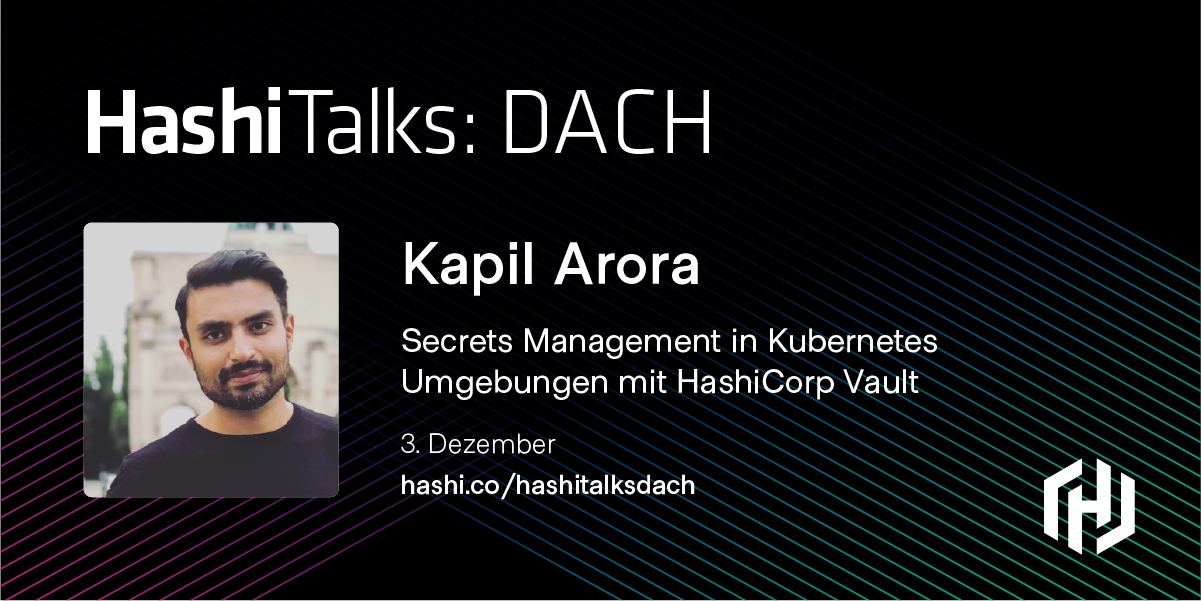 HashiTalks: DACH
Kapil Arora
Secrets Management in Kubernetes
Umgebungen mit HashiCorp Vault
3. Dezember
hashi.co/hashitalksdach